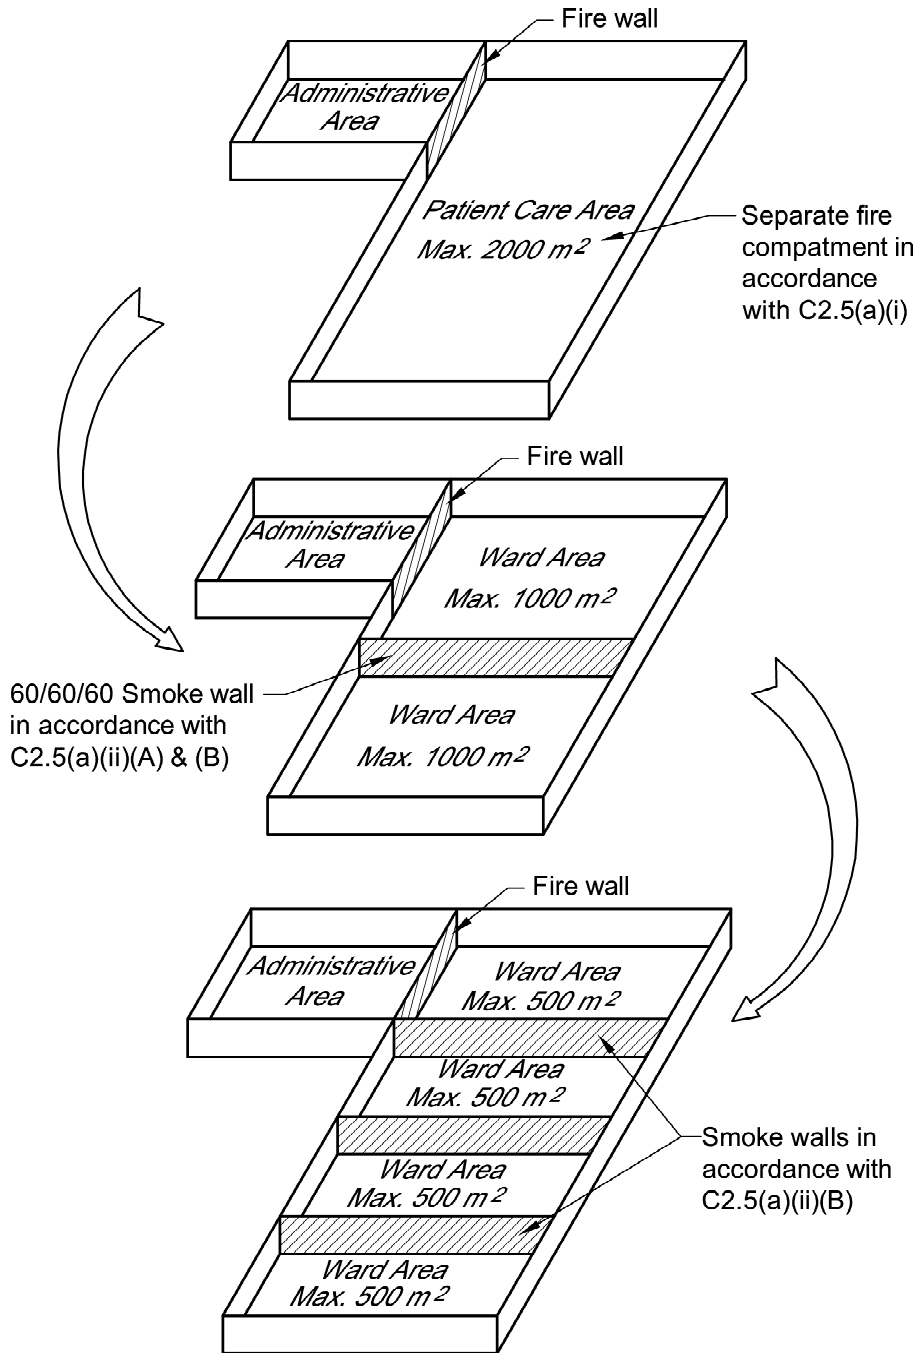 Fire wall
Administrative
Area
Patient Care Area
Max. 2000 m²
Separate fire
compatment in
accordance
with C2.5(a)(i)
Fire wall
Administrative
Area
Ward Area
Max. 1000 m²
60/60/60 Smoke wall
in accordance with
C2.5(a)(ii)(A) & (B)
Ward Area
Max. 1000 m²
Fire wall
Administrative
Area
Ward Area
Max. 500 m²
Ward Area
Max. 500 m²
Smoke walls in
accordance with
C2.5(a)(ii)(B)
Ward Area
Max. 500 m²
Ward Area
Max. 500 m²